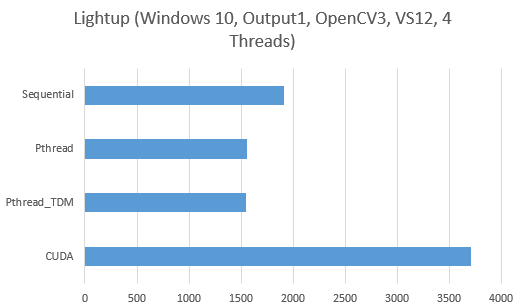 Lightup (Windows 10, Output1, OpenCV3, VS12, 4
Threads)
Sequential
Pthread
Pthread_TDM
CUDA
0 500 1000 1500 2000 2500 3000 3500 4000